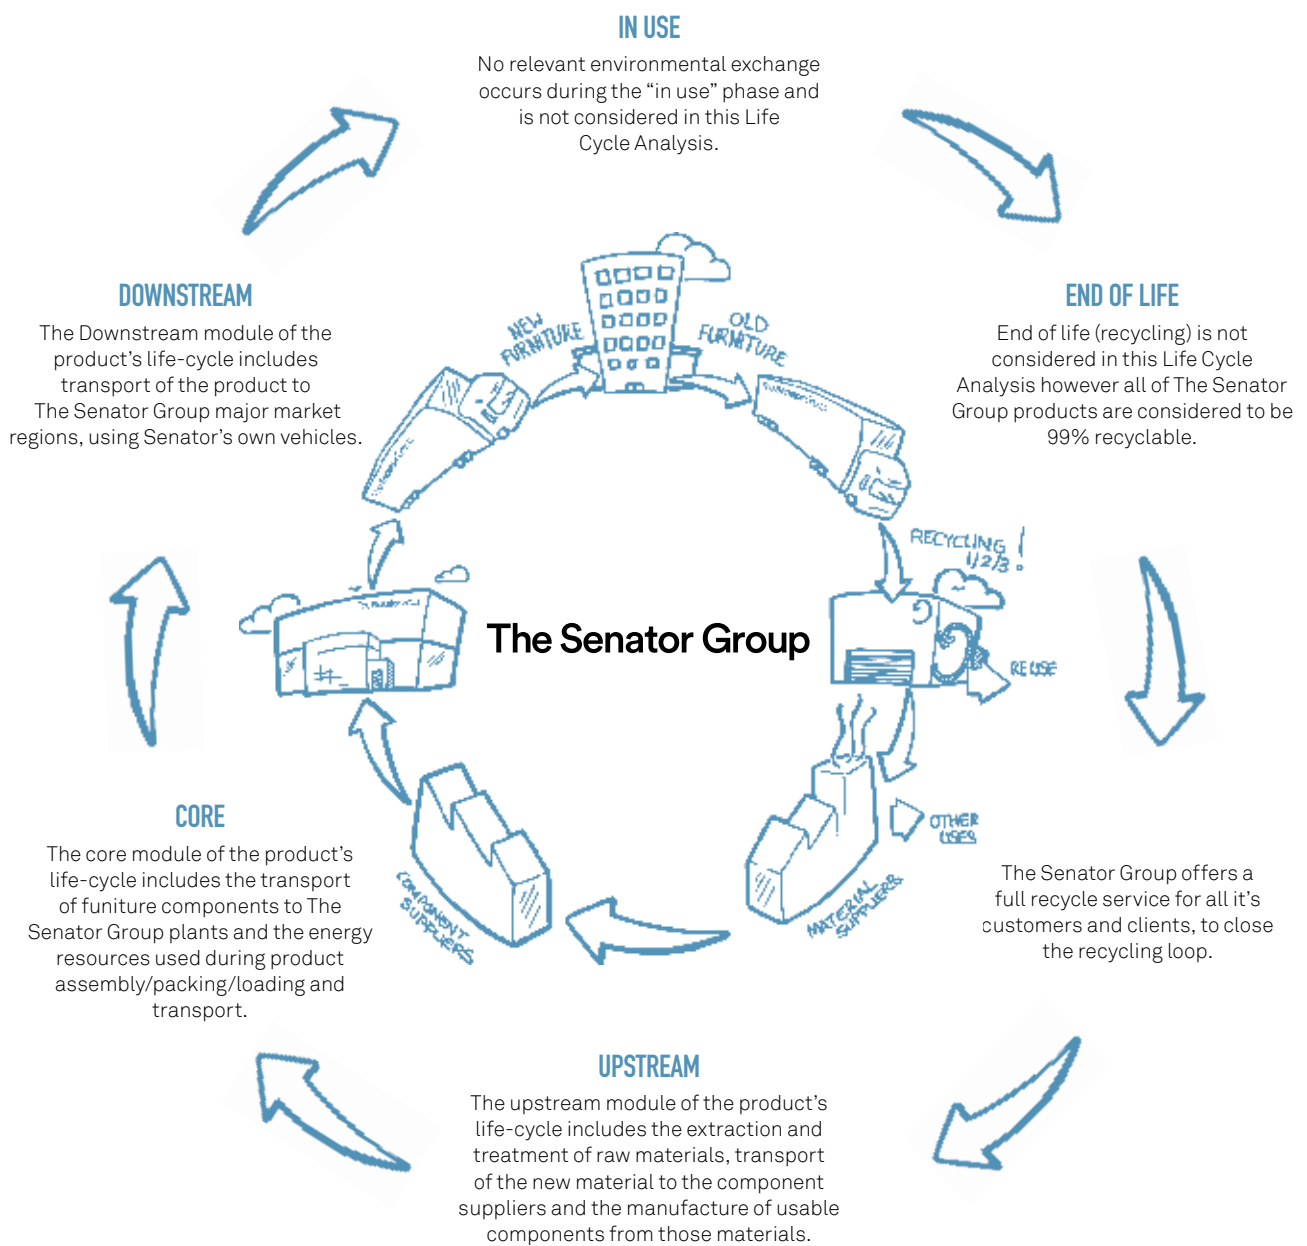 IN USE
No relevant environmental exchange
occurs during the “in use” phase and
is not considered in this Life
Cycle Analysis.
DOWNSTREAM
The Downstream module of the
product’s life-cycle includes
transport of the product to
The Senator Group major market
regions, using Senator’s own vehicles.
END OF LIFE
End of life (recycling) is not
considered in this Life Cycle
Analysis however all of The Senator
Group products are considered to be
99% recyclable.
NEW
FURNITURE
OLD
FURNITURE
RECYCLING
1/2/3!
The Senator Group
REUSE
OTHER
USES
COMPONENT
SUPPLIERS
MATERIAL
SUPPLIERS
CORE
The core module of the product’s
life-cycle includes the transport
of funiture components to The
Senator Group plants and the energy
resources used during product
assembly/packing/loading and
transport.
The Senator Group offers a
full recycle service for all it’s
customers and clients, to close
the recycling loop.
UPSTREAM
The upstream module of the product’s
life-cycle includes the extraction and
treatment of raw materials, transport
of the new material to the component
suppliers and the manufacture of usable
components from those materials.